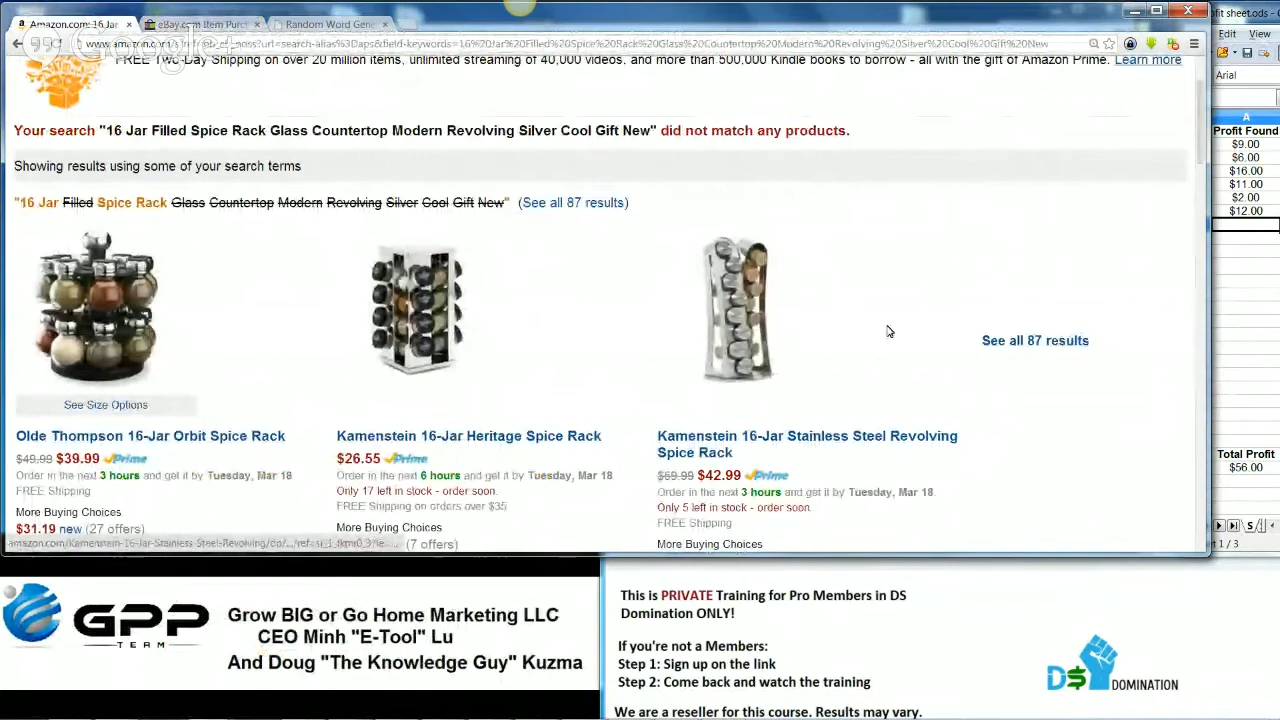 Amazon.com: 16 Jar
eBay.com Item Purc
Random Word Gene
Google+
FREE Two-Day Shipping on over 20 million items, unlimited streaming of 40,000 videos, and more than 500,000 Kindle books to borrow - all with the gift of Amazon Prime. Learn more
Your search "16 Jar Filled Spice Rack Glass Countertop Modern Revolving Silver Cool Gift New" did not match any products.
Showing results using some of your search terms
"16 Jar Filled Spice Rack Glass Countertop Modern Revolving Silver Cool Gift New" (See all 87 results)
See all 87 results
See Size Options
Olde Thompson 16-Jar Orbit Spice Rack
$49.99 $39.99 Prime
Order in the next 3 hours and get it by Tuesday, Mar 18
FREE Shipping
More Buying Choices
$31.19 new (27 offers)
Kamenstein 16-Jar Heritage Spice Rack
$26.55 Prime
Order in the next 6 hours and get it by Tuesday, Mar 18
Only 17 left in stock - order soon.
FREE Shipping on orders over $35
More Buying Choices
(7 offers)
Kamenstein 16-Jar Stainless Steel Revolving
Spice Rack
$69.99 $42.99 Prime
Order in the next 3 hours and get it by Tuesday, Mar 18.
Only 5 left in stock - order soon.
FREE Shipping
More Buying Choices
ofit sheet.ods -
Edit View
Arial
A
Profit Found
$9.00
$6.00
$16.00
$11.00
$2.00
$12.00
Total Profit
$56.00
t 1 / 3
GPP
TEAM
Grow BIG or Go Home Marketing LLC
CEO Minh "E-Tool" Lu
And Doug "The Knowledge Guy" Kuzma
This is PRIVATE Training for Pro Members in DS
Domination ONLY!
If you're not a Members:
Step 1: Sign up on the link
Step 2: Come back and watch the training
We are a reseller for this course. Results may vary.
D$ DOMINATION